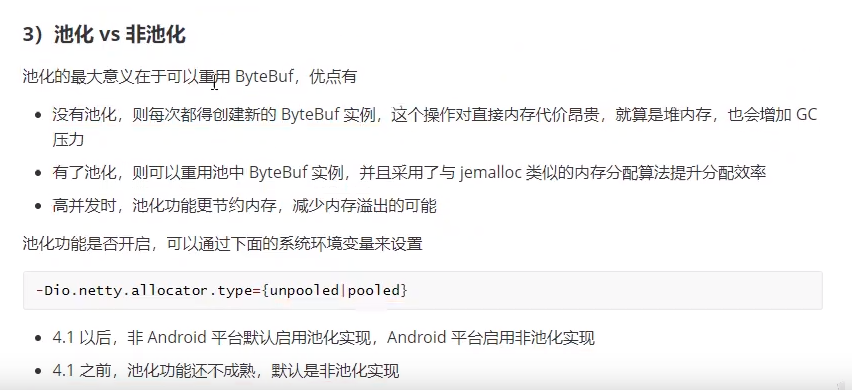 3）池化 vs 非池化
池化的最大意义在于可以重用 ByteBuf，优点有
• 没有池化，则每次都得创建新的 ByteBuf 实例，这个操作对直接内存代价昂贵，就算是堆内存，也会增加 GC
压力
• 有了池化，则可以重用池中 ByteBuf 实例，并且采用了与 jemalloc 类似的内存分配算法提升分配效率
• 高并发时，池化功能更节约内存，减少内存溢出的可能
池化功能是否开启，可以通过下面的系统环境变量来设置
-Dio.netty.allocator.type={unpooled|pooled}
• 4.1 以后，非 Android 平台默认启用池化实现，Android 平台启用非池化实现
• 4.1 之前，池化功能还不成熟，默认是非池化实现